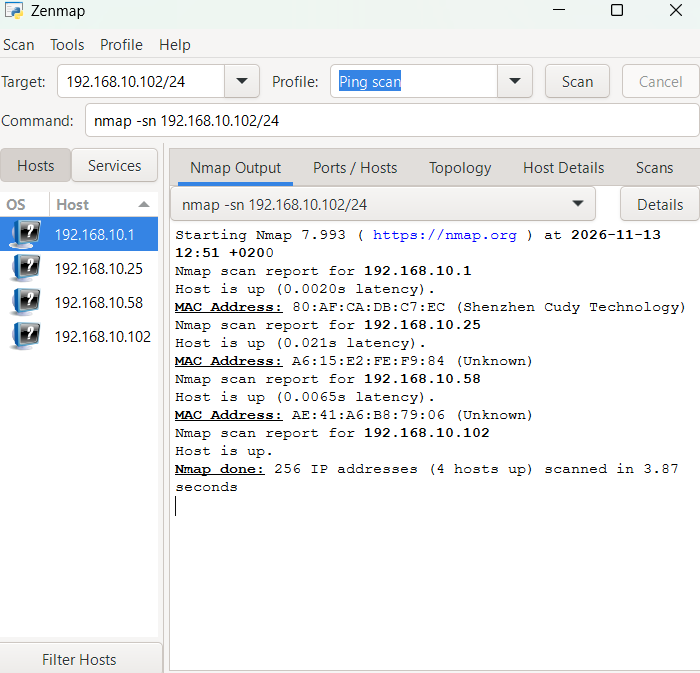 Zenmap
Scan Tools Profile Help
Target: 192.168.10.102/24 Profile: Ping scan Scan Cancel
Command: nmap -sn 192.168.10.102/24
Hosts Services
OS Host
192.168.10.1
192.168.10.25
192.168.10.58
192.168.10.102
Filter Hosts
Nmap Output Ports / Hosts Topology Host Details Scans
nmap -sn 192.168.10.102/24 Details
Starting Nmap 7.993 ( https://nmap.org ) at 2026-11-13
12:51 +0200
Nmap scan report for 192.168.10.1
Host is up (0.0020s latency).
MAC Address: 80:AF:CA:DB:C7:EC (Shenzhen Cudy Technology)
Nmap scan report for 192.168.10.25
Host is up (0.021s latency).
MAC Address: A6:15:E2:FE:F9:84 (Unknown)
Nmap scan report for 192.168.10.58
Host is up (0.0065s latency).
MAC Address: AE:41:A6:B8:79:06 (Unknown)
Nmap scan report for 192.168.10.102
Host is up.
Nmap done: 256 IP addresses (4 hosts up) scanned in 3.87
seconds